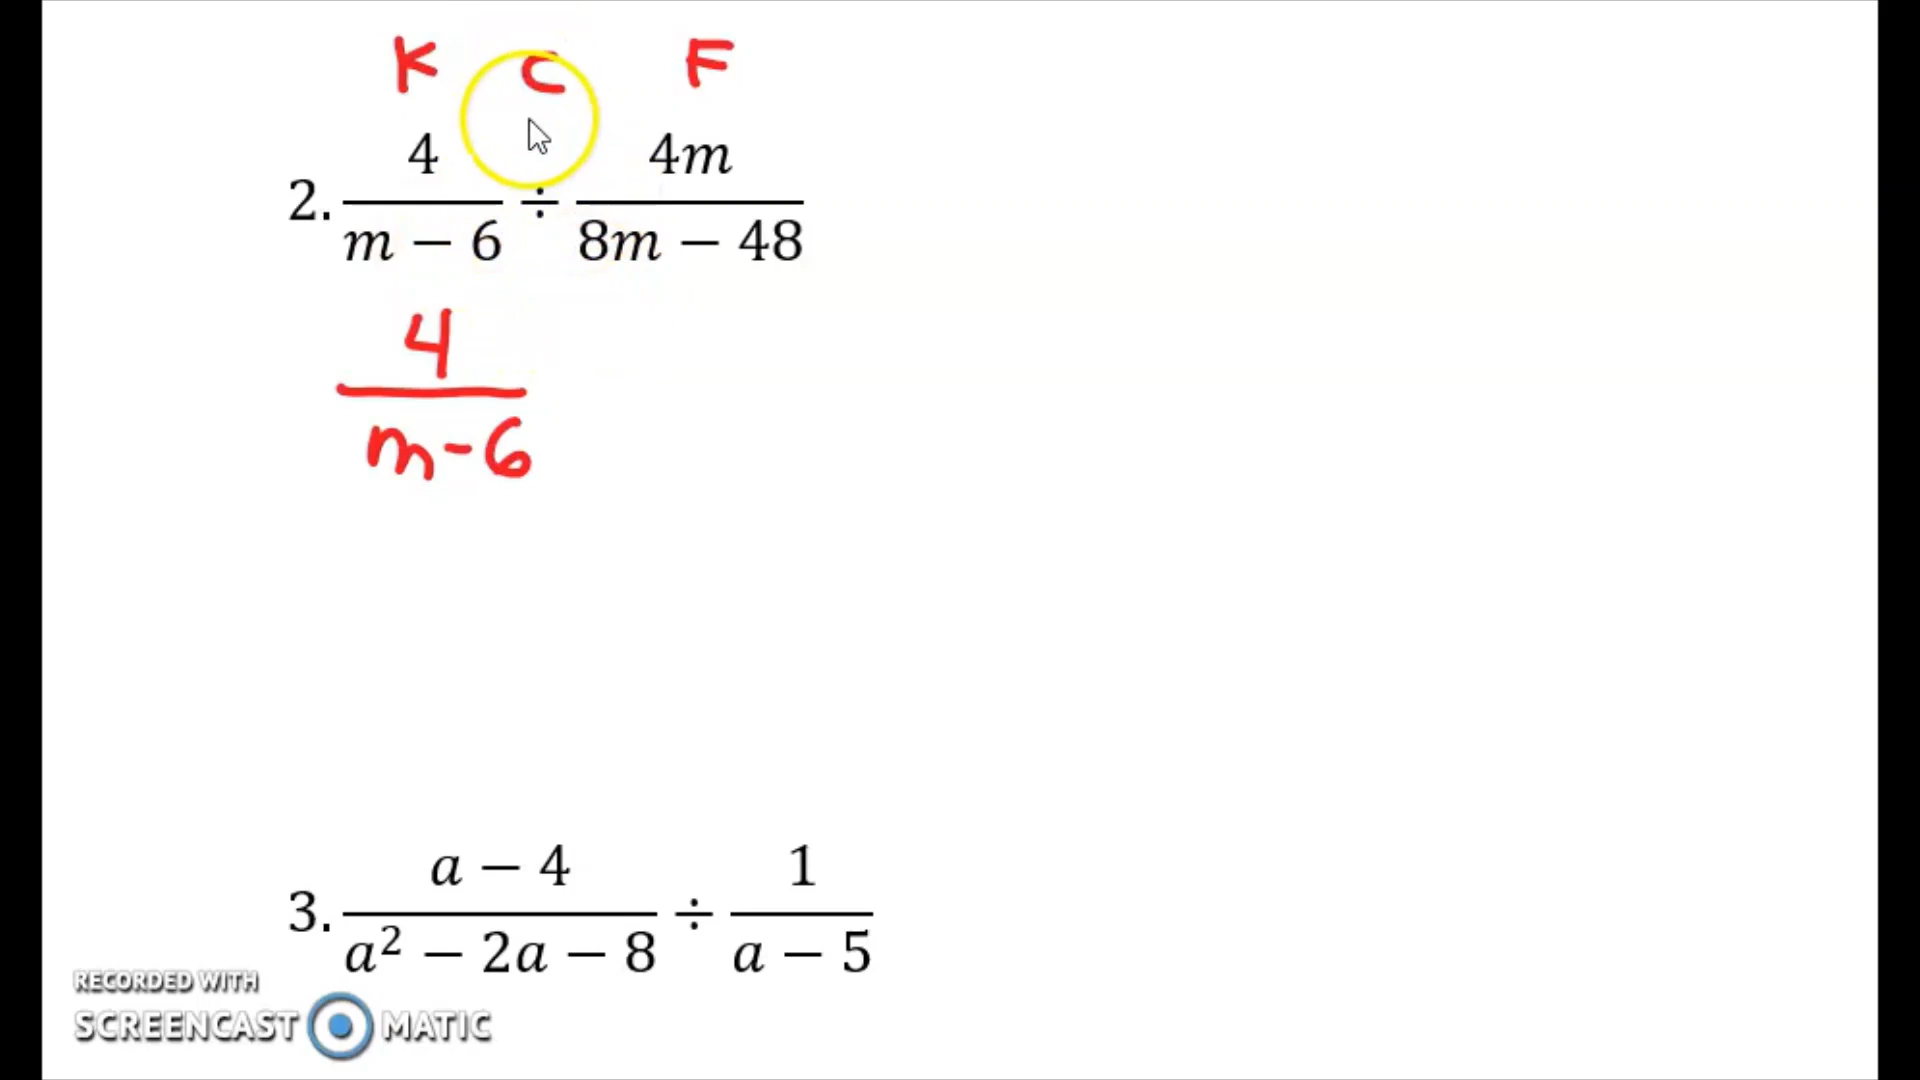 K C F
2. 4/(m − 6) ÷ 4m/(8m − 48)
4/(m - 6)
3. (a − 4)/(a² − 2a − 8) ÷ 1/(a − 5)
RECORDED WITH
SCREENCAST MATIC